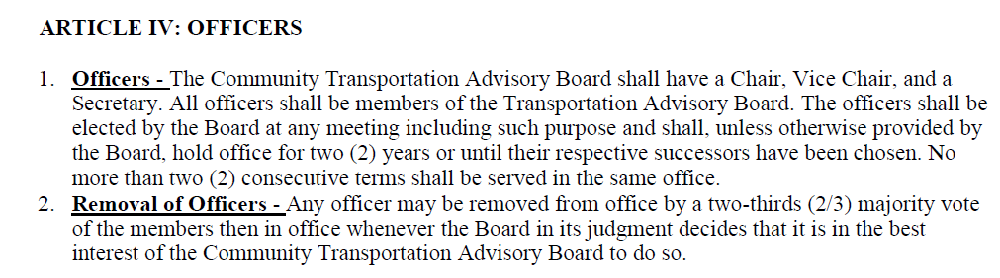 ARTICLE IV: OFFICERS
1. Officers - The Community Transportation Advisory Board shall have a Chair, Vice Chair, and a
Secretary. All officers shall be members of the Transportation Advisory Board. The officers shall be
elected by the Board at any meeting including such purpose and shall, unless otherwise provided by
the Board, hold office for two (2) years or until their respective successors have been chosen. No
more than two (2) consecutive terms shall be served in the same office.
2. Removal of Officers - Any officer may be removed from office by a two-thirds (2/3) majority vote
of the members then in office whenever the Board in its judgment decides that it is in the best
interest of the Community Transportation Advisory Board to do so.